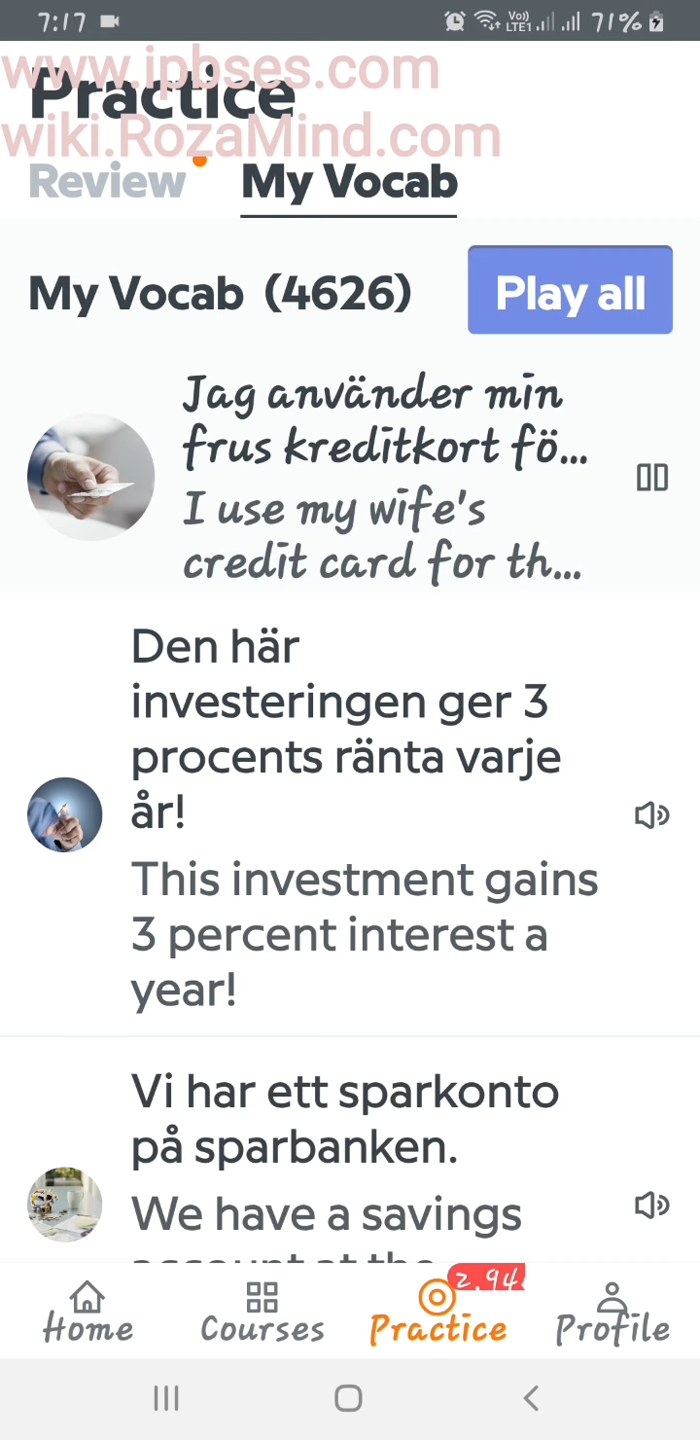 7:17
Vo))
LTE1
71%
www.ipbses.com
Practice
wiki.RozaMind.com
Review My Vocab
My Vocab (4626) Play all
Jag använder min
frus kreditkort fö...
I use my wife's
credit card for th...
Den här
investeringen ger 3
procents ränta varje
år!
This investment gains
3 percent interest a
year!
Vi har ett sparkonto
på sparbanken.
We have a savings
account at the
2.94
Home Courses Practice Profile